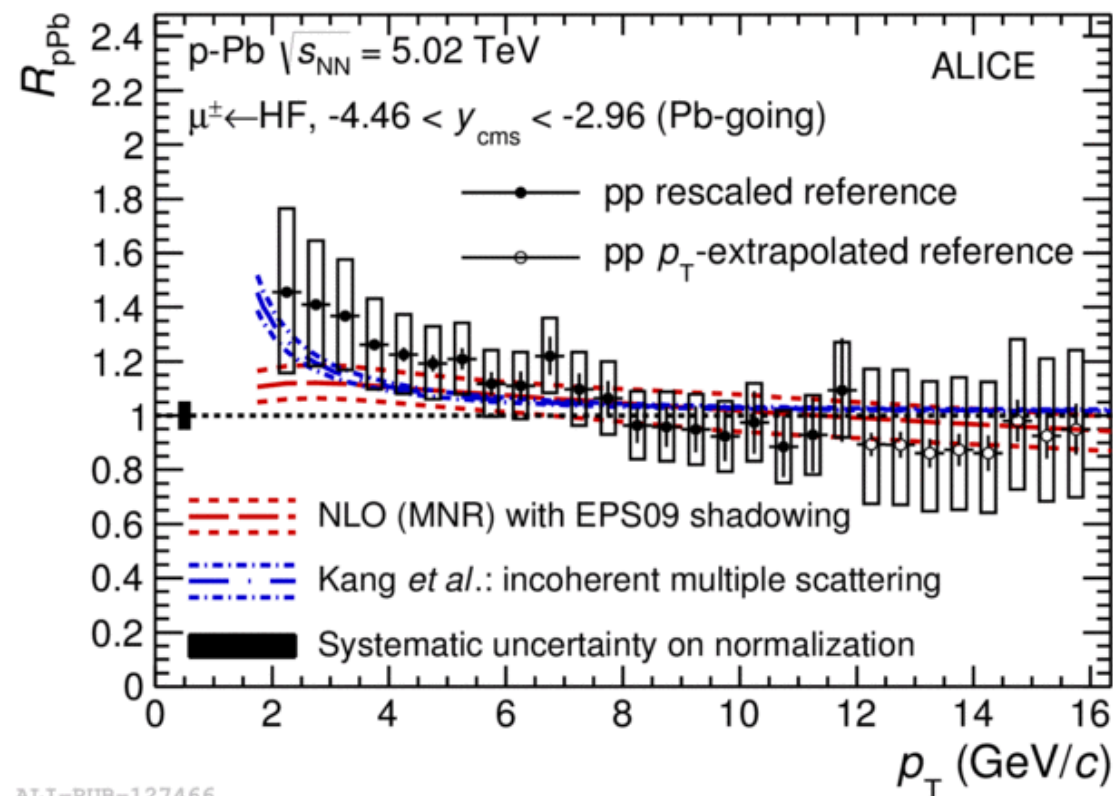 R_pPb
2.4
2.2
2
1.8
1.6
1.4
1.2
1
0.8
0.6
0.4
0.2
0
p-Pb √s_NN = 5.02 TeV
ALICE
μ±←HF, -4.46 < y_cms < -2.96 (Pb-going)
pp rescaled reference
pp p_T-extrapolated reference
NLO (MNR) with EPS09 shadowing
Kang et al.: incoherent multiple scattering
Systematic uncertainty on normalization
0 2 4 6 8 10 12 14 16
p_T (GeV/c)
ALI-PUB-127466